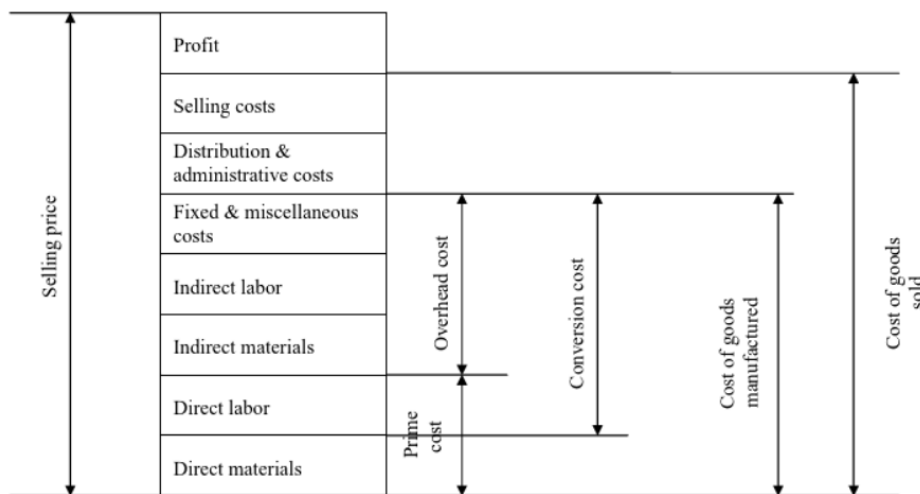 Profit
Selling costs
Distribution &
administrative costs
Fixed & miscellaneous
costs
Indirect labor
Indirect materials
Direct labor
Direct materials
Selling price
Overhead cost
Prime
cost
Conversion cost
Cost of goods
manufactured
Cost of goods
sold